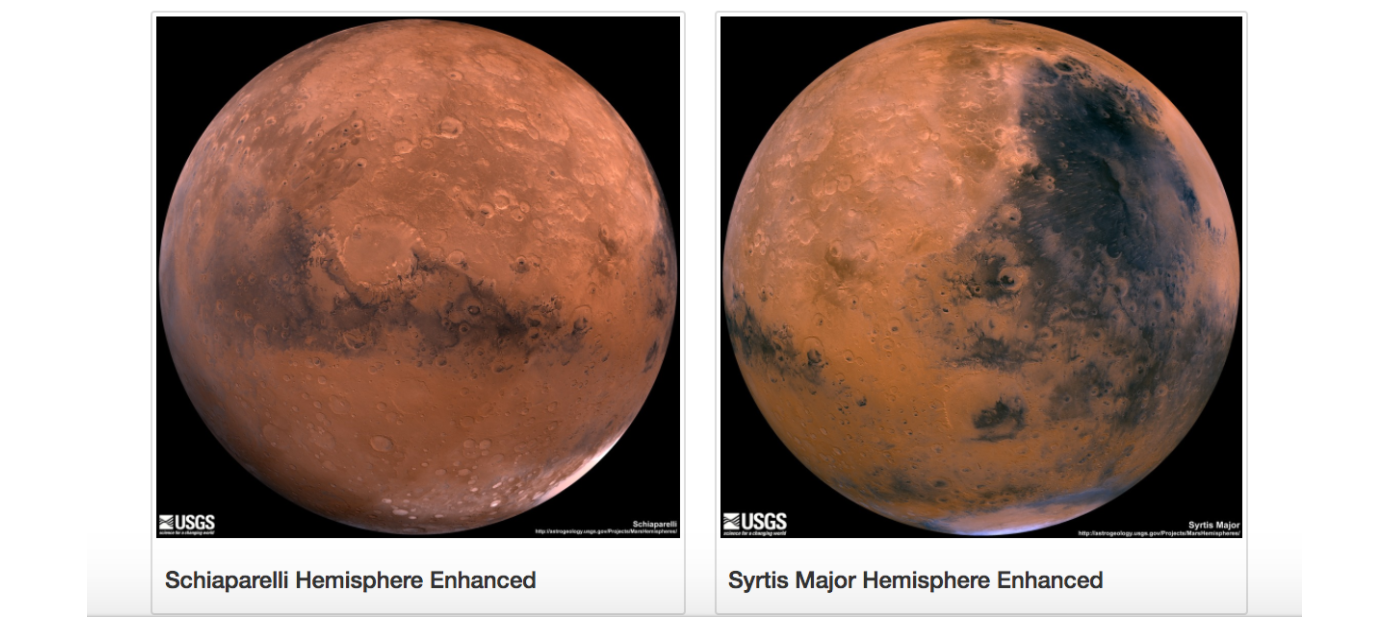 USGS
science for a changing world
Schiaparelli
http://astrogeology.usgs.gov/Projects/MarsHemispheres/
USGS
science for a changing world
Syrtis Major
http://astrogeology.usgs.gov/Projects/MarsHemispheres/
Schiaparelli Hemisphere Enhanced
Syrtis Major Hemisphere Enhanced